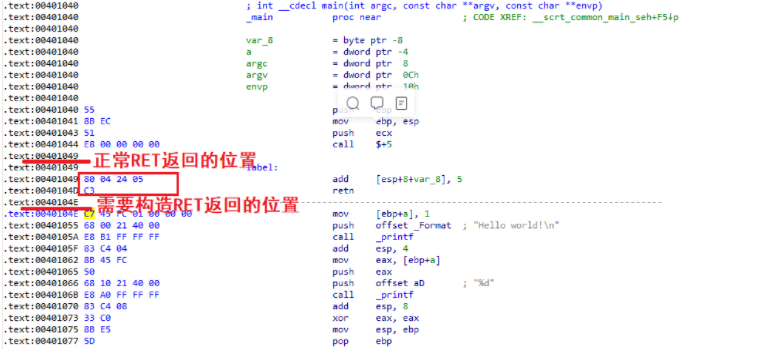 .text:00401040 ; int __cdecl main(int argc, const char **argv, const char **envp)
.text:00401040 _main proc near ; CODE XREF: __scrt_common_main_seh+F5↓p
.text:00401040
.text:00401040 var_8 = byte ptr -8
.text:00401040 a = dword ptr -4
.text:00401040 argc = dword ptr 8
.text:00401040 argv = dword ptr 0Ch
.text:00401040 envp = dword ptr 10h
.text:00401040
.text:00401040 55 push ebp
.text:00401041 8B EC mov ebp, esp
.text:00401043 51 push ecx
.text:00401044 E8 00 00 00 00 call $+5
.text:00401049
正常RET返回的位置
.text:00401049 label:
.text:00401049 80 04 24 05 add [esp+8+var_8], 5
.text:0040104D C3 retn
.text:0040104E
需要构造RET返回的位置
.text:0040104E C7 45 FC 01 00 00 00 mov [ebp+a], 1
.text:00401055 68 00 21 40 00 push offset _Format ; "Hello world!\n"
.text:0040105A E8 B1 FF FF FF call _printf
.text:0040105F 83 C4 04 add esp, 4
.text:00401062 8B 45 FC mov eax, [ebp+a]
.text:00401065 50 push eax
.text:00401066 68 10 21 40 00 push offset aD ; "%d"
.text:0040106B E8 A0 FF FF FF call _printf
.text:00401070 83 C4 08 add esp, 8
.text:00401073 33 C0 xor eax, eax
.text:00401075 8B E5 mov esp, ebp
.text:00401077 5D pop ebp